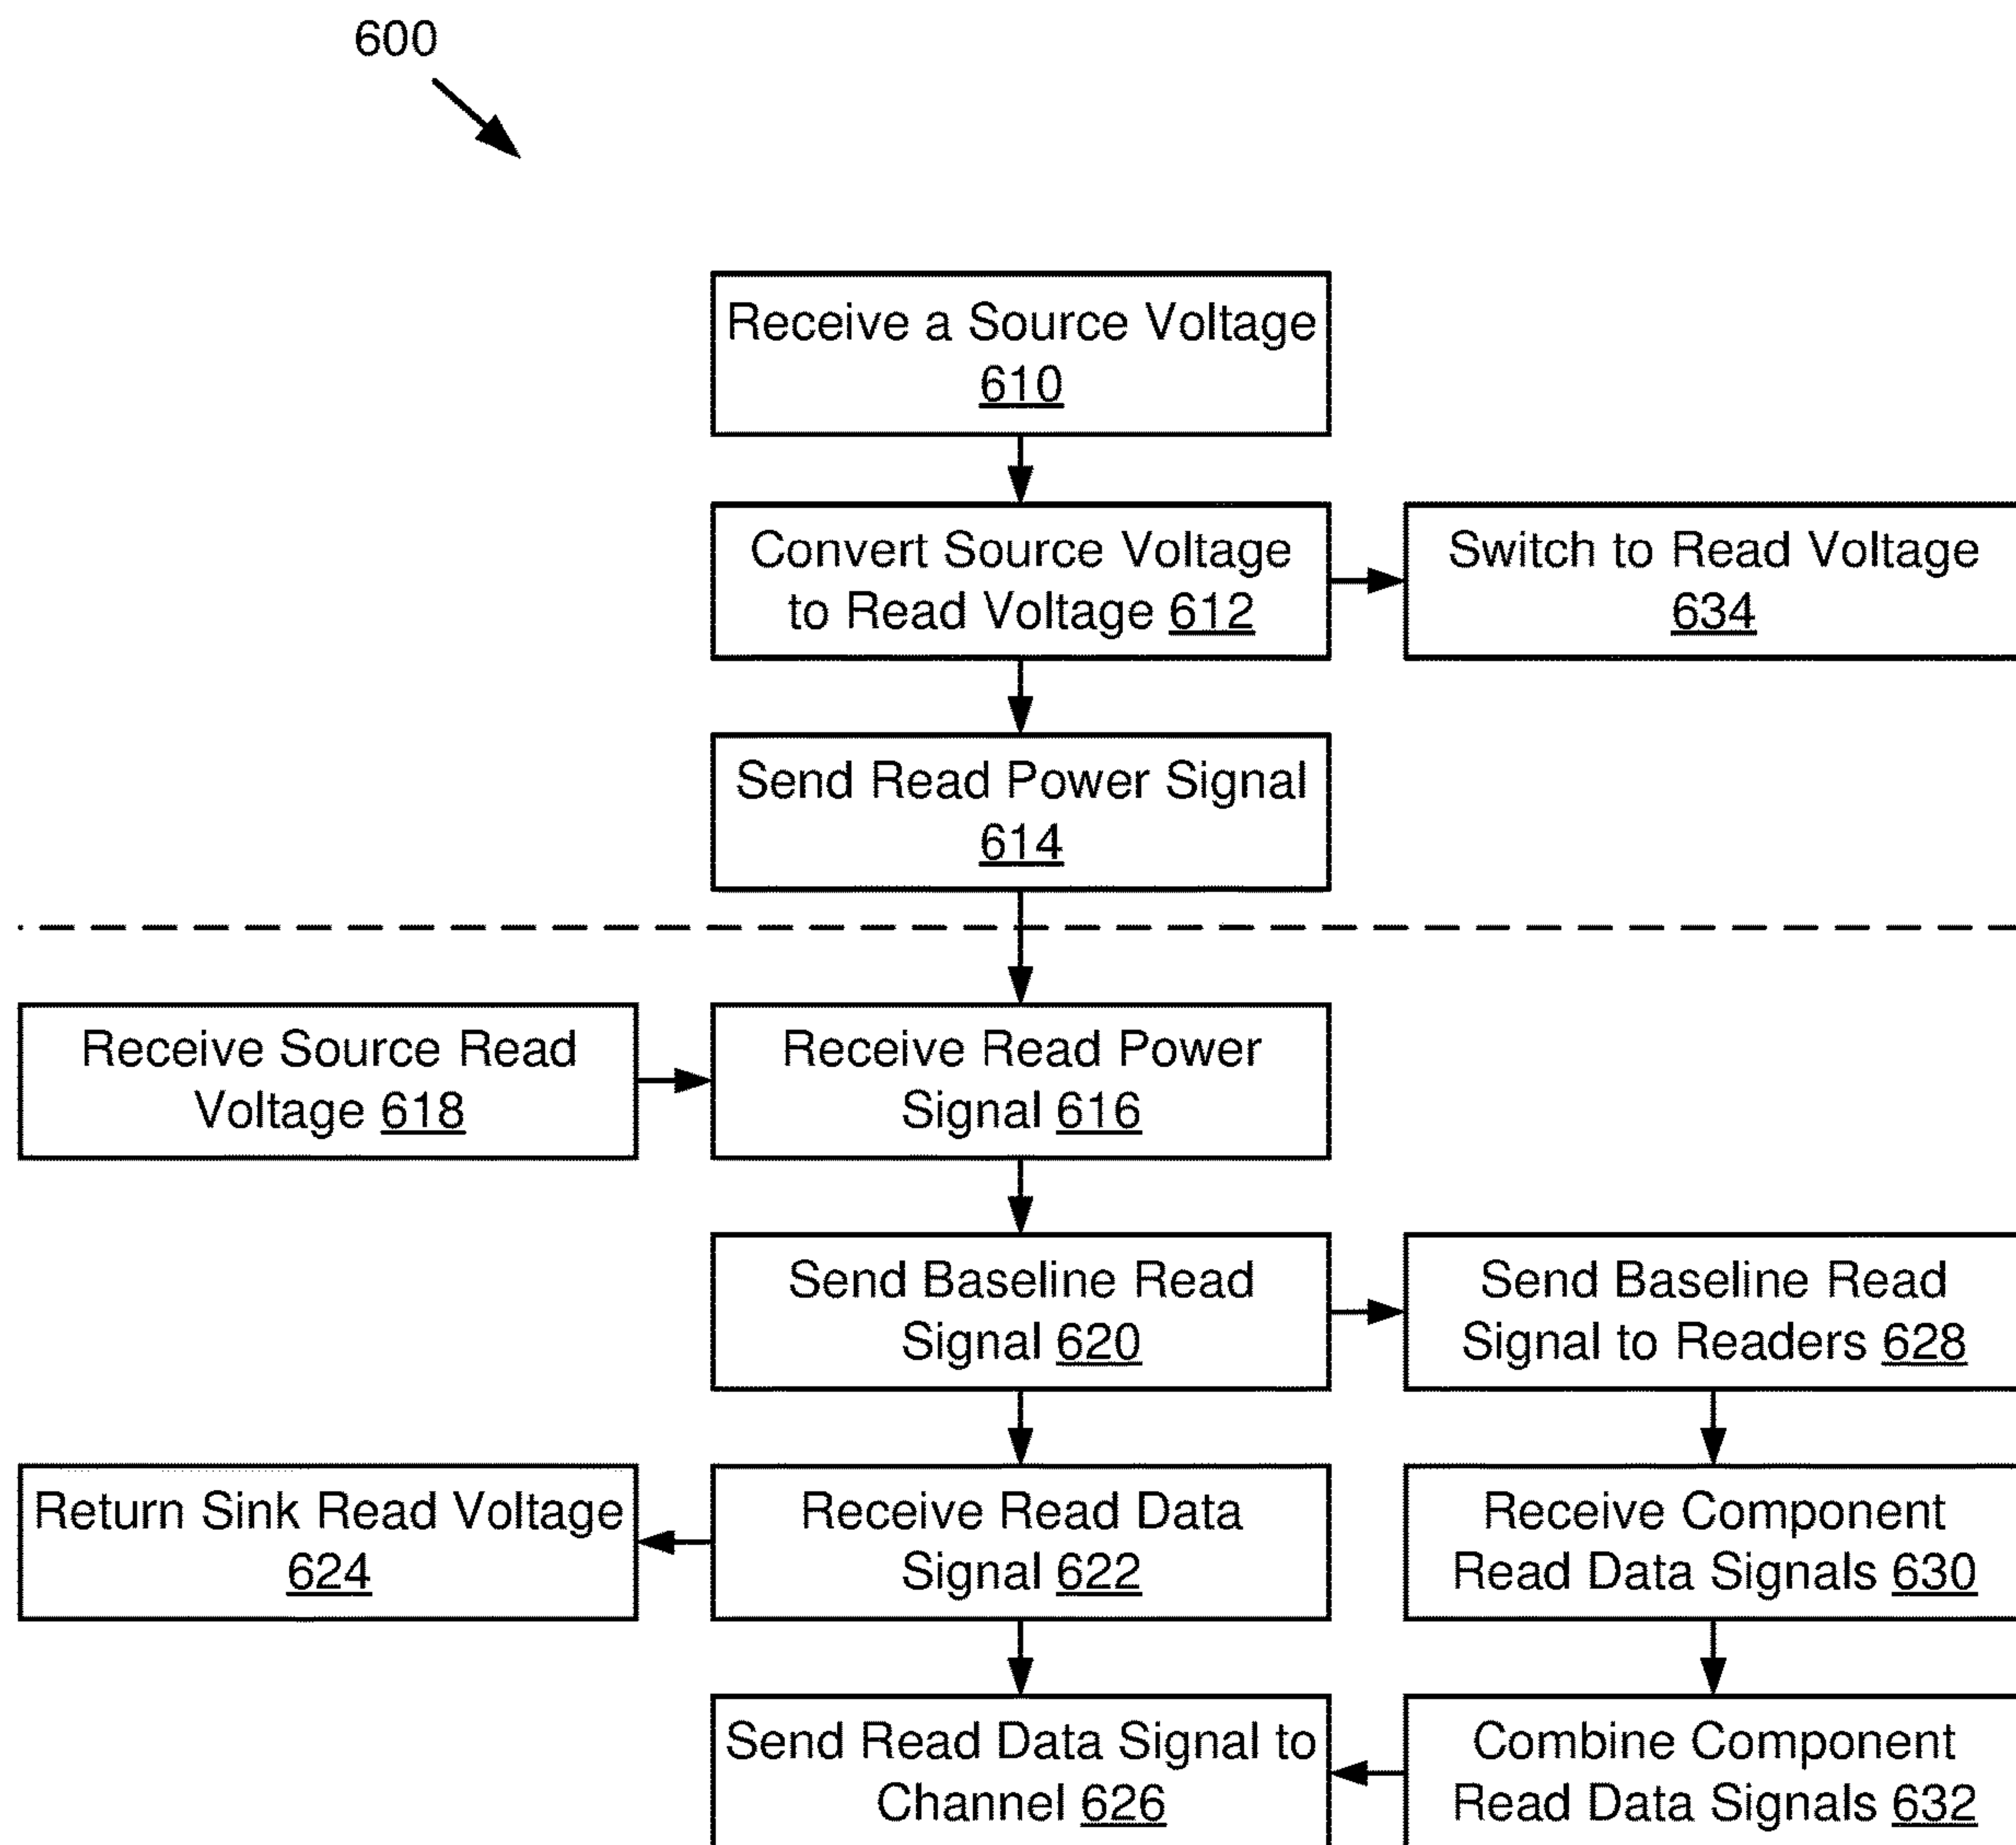 600
Receive a Source Voltage
610
Convert Source Voltage
to Read Voltage 612
Switch to Read Voltage
634
Send Read Power Signal
614
Receive Source Read
Voltage 618
Receive Read Power
Signal 616
Send Baseline Read
Signal 620
Send Baseline Read
Signal to Readers 628
Return Sink Read Voltage
624
Receive Read Data
Signal 622
Receive Component
Read Data Signals 630
Send Read Data Signal to
Channel 626
Combine Component
Read Data Signals 632